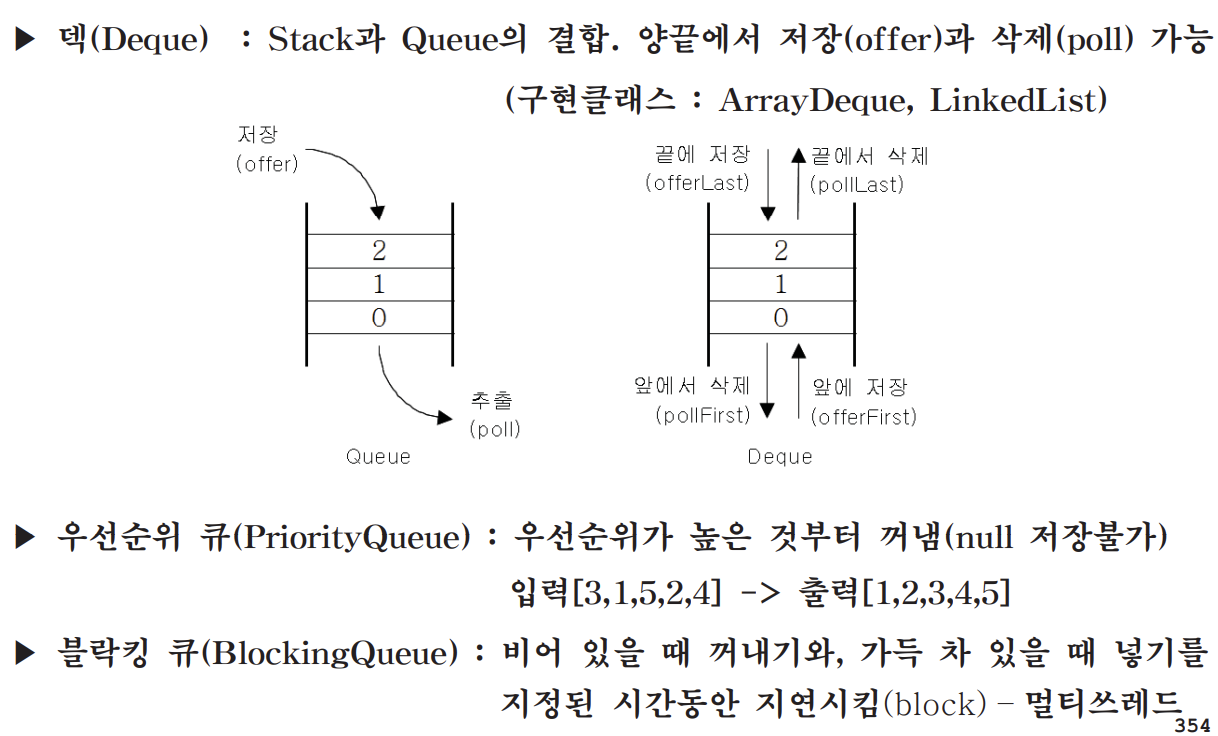 ▶ 덱(Deque) : Stack과 Queue의 결합. 양끝에서 저장(offer)과 삭제(poll) 가능
(구현클래스 : ArrayDeque, LinkedList)
저장
(offer)
2
1
0
추출
(poll)
Queue
끝에 저장
(offerLast)
끝에서 삭제
(pollLast)
2
1
0
앞에서 삭제
(pollFirst)
앞에 저장
(offerFirst)
Deque
▶ 우선순위 큐(PriorityQueue) : 우선순위가 높은 것부터 꺼냄(null 저장불가)
입력[3,1,5,2,4] -> 출력[1,2,3,4,5]
▶ 블락킹 큐(BlockingQueue) : 비어 있을 때 꺼내기와, 가득 차 있을 때 넣기를
지정된 시간동안 지연시킴(block) – 멀티쓰레드
354